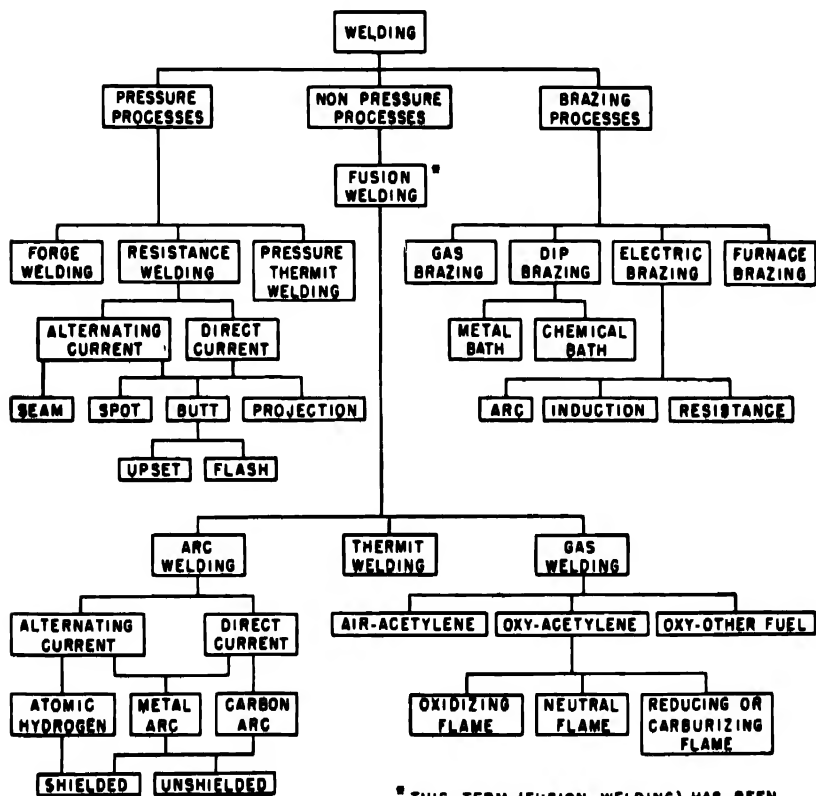 WELDING
PRESSURE
PROCESSES
NON PRESSURE
PROCESSES
BRAZING
PROCESSES
FUSION
WELDING
*
FORGE
WELDING
RESISTANCE
WELDING
PRESSURE
THERMIT
WELDING
GAS
BRAZING
DIP
BRAZING
ELECTRIC
BRAZING
FURNACE
BRAZING
ALTERNATING
CURRENT
DIRECT
CURRENT
METAL
BATH
CHEMICAL
BATH
SEAM
SPOT
BUTT
PROJECTION
ARC
INDUCTION
RESISTANCE
UPSET
FLASH
ARC
WELDING
THERMIT
WELDING
GAS
WELDING
ALTERNATING
CURRENT
DIRECT
CURRENT
AIR-ACETYLENE
OXY-ACETYLENE
OXY-OTHER FUEL
ATOMIC
HYDROGEN
METAL
ARC
CARBON
ARC
OXIDIZING
FLAME
NEUTRAL
FLAME
REDUCING OR
CARBURIZING
FLAME
SHIELDED
UNSHIELDED
* THIS TERM (FUSION WELDING) HAS BEEN